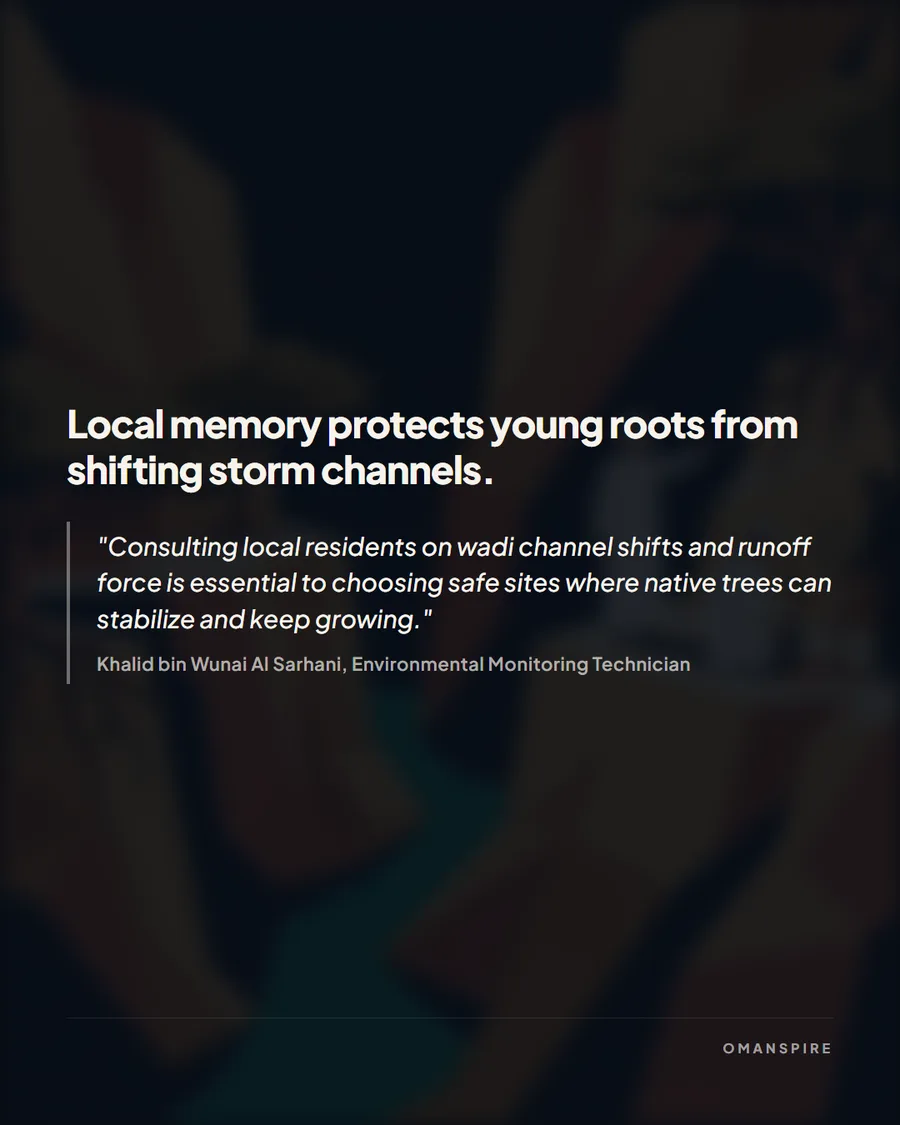 Local memory protects young roots from
shifting storm channels.
"Consulting local residents on wadi channel shifts and runoff
force is essential to choosing safe sites where native trees can
stabilize and keep growing."
Khalid bin Wunai Al Sarhani, Environmental Monitoring Technician
OMANSPIRE